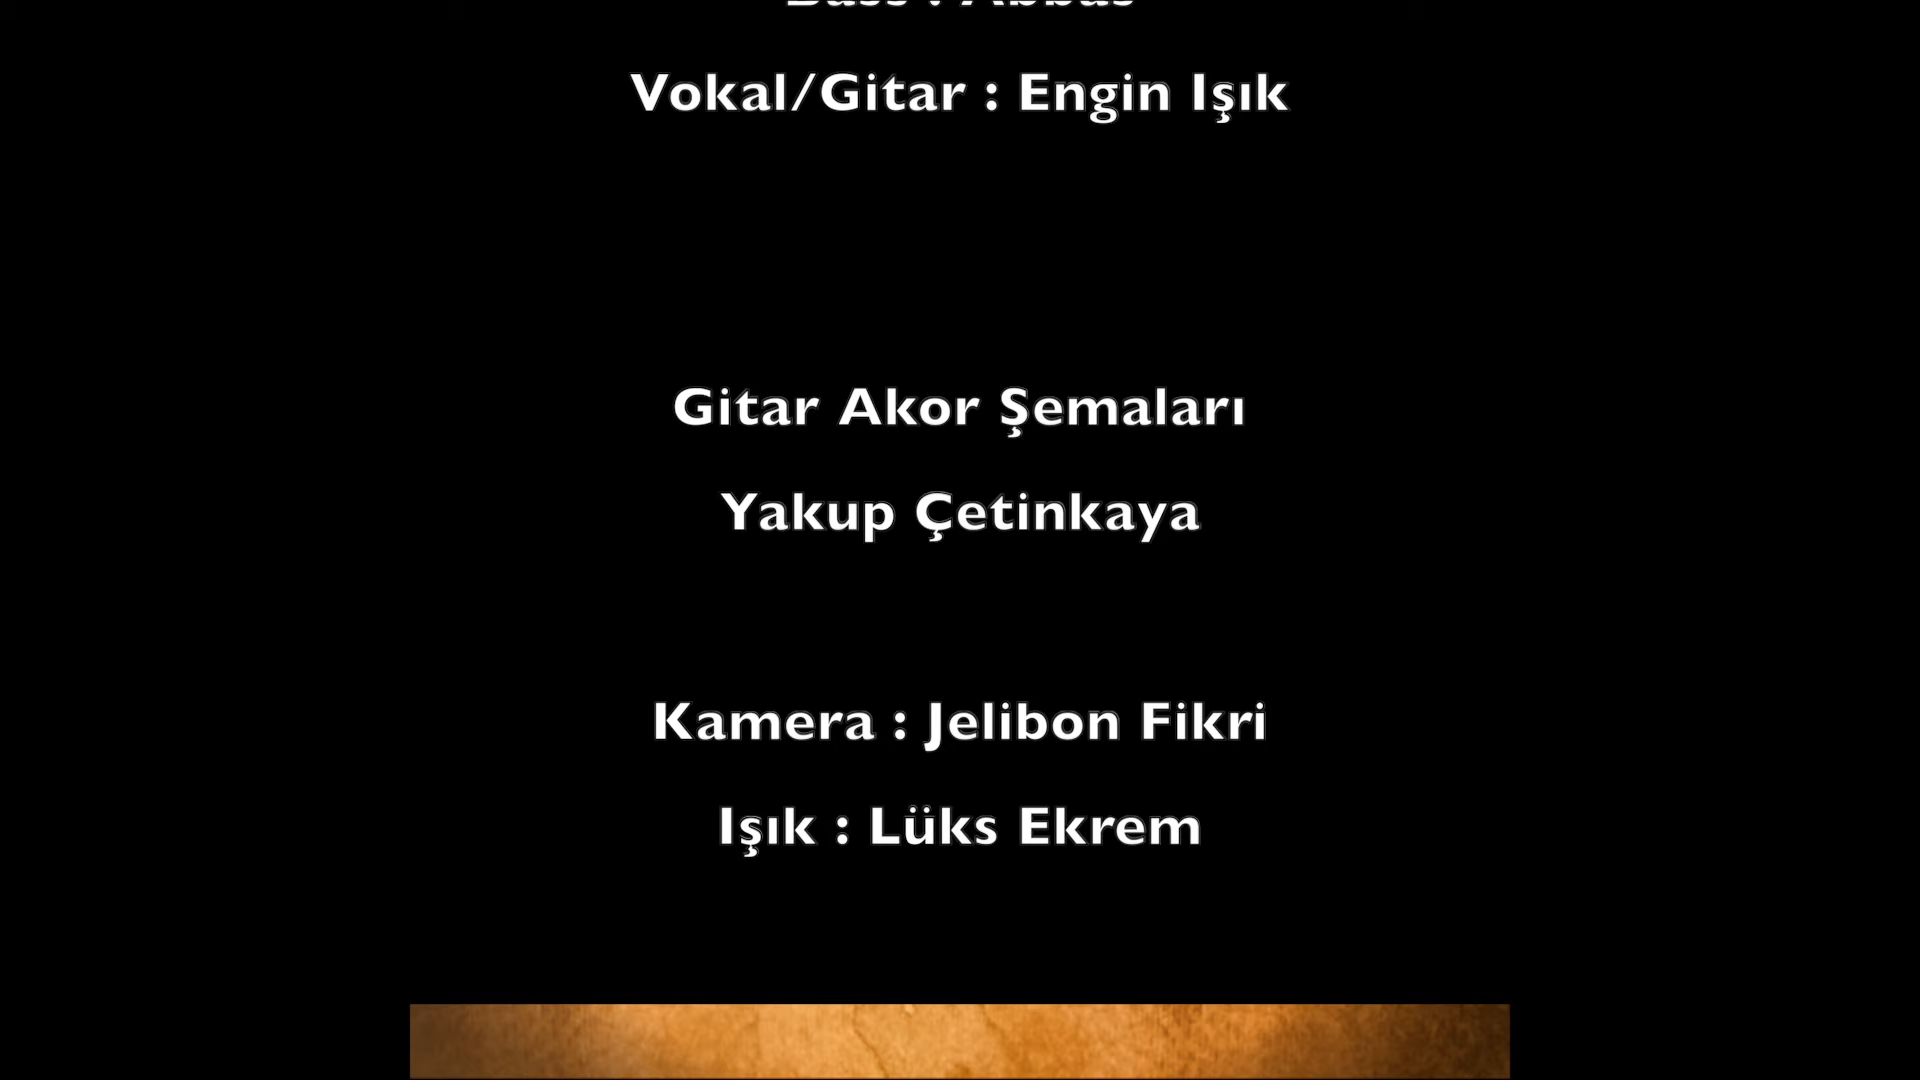 Vokal/Gitar : Engin Işık
Gitar Akor Şemaları
Yakup Çetinkaya
Kamera : Jelibon Fikri
Işık : Lüks Ekrem